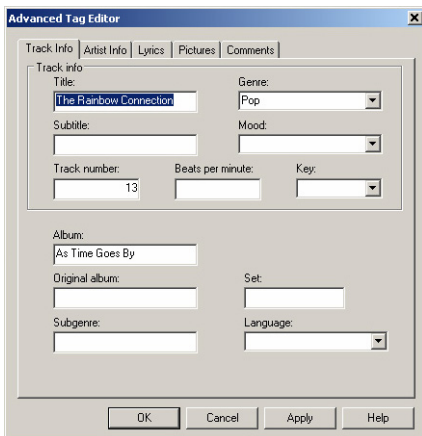 Advanced Tag Editor
Track Info Artist Info Lyrics Pictures Comments
Track info
Title: Genre:
The Rainbow Connection Pop
Subtitle: Mood:
Track number: Beats per minute: Key:
13
Album:
As Time Goes By
Original album: Set:
Subgenre: Language:
OK Cancel Apply Help